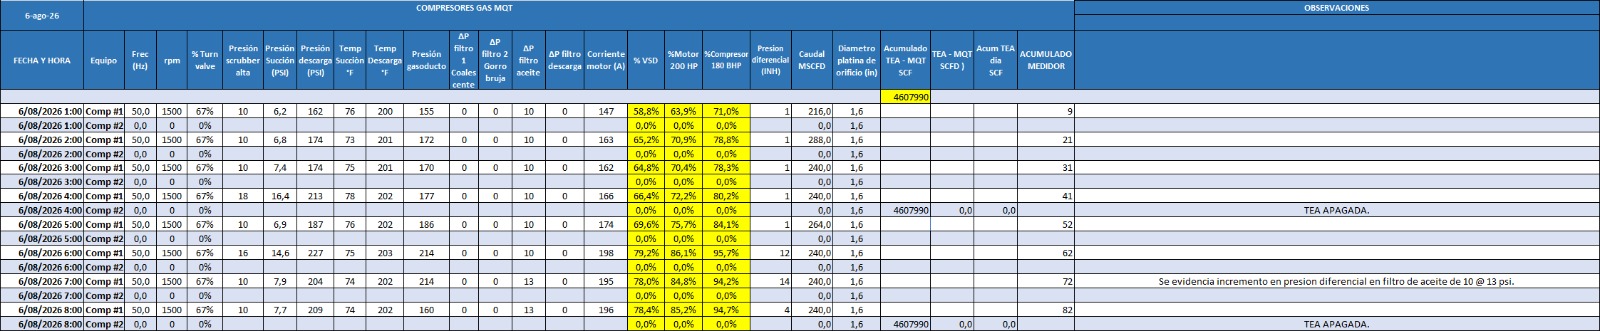 6-ago-26 COMPRESORES GAS MQT OBSERVACIONES
FECHA Y HORA Equipo Frec (Hz) rpm % Turn valve Presión scrubber alta Presión Succión (PSI) Presión descarga (PSI) Temp Succión °F Temp Descarga °F Presión gasoducto ΔP filtro 1 Coalescente ΔP filtro 2 Gorro bruja ΔP filtro aceite ΔP filtro descarga Corriente motor (A) % VSD %Motor 200 HP %Compresor 180 BHP Presion diferencial (INH) Caudal MSCFD Diametro platina de orificio (in) Acumulado TEA - MQT SCF TEA - MQT SCFD ) Acum TEA dia SCF ACUMULADO MEDIDOR
4607990
6/08/2026 1:00 Comp #1 50,0 1500 67% 10 6,2 162 76 200 155 0 0 10 0 147 58,8% 63,9% 71,0% 1 216,0 1,6 9
6/08/2026 1:00 Comp #2 0,0 0 0% 0,0% 0,0% 0,0% 0,0 1,6
6/08/2026 2:00 Comp #1 50,0 1500 67% 10 6,8 174 73 201 172 0 0 10 0 163 65,2% 70,9% 78,8% 1 288,0 1,6 21
6/08/2026 2:00 Comp #2 0,0 0 0% 0,0% 0,0% 0,0% 0,0 1,6
6/08/2026 3:00 Comp #1 50,0 1500 67% 10 7,4 174 75 201 170 0 0 10 0 162 64,8% 70,4% 78,3% 1 240,0 1,6 31
6/08/2026 3:00 Comp #2 0,0 0 0% 0,0% 0,0% 0,0% 0,0 1,6
6/08/2026 4:00 Comp #1 50,0 1500 67% 18 16,4 213 78 202 177 0 0 10 0 166 66,4% 72,2% 80,2% 1 240,0 1,6 41
6/08/2026 4:00 Comp #2 0,0 0 0% 0,0% 0,0% 0,0% 0,0 1,6 4607990 0,0 0,0 TEA APAGADA.
6/08/2026 5:00 Comp #1 50,0 1500 67% 10 6,9 187 76 202 186 0 0 10 0 174 69,6% 75,7% 84,1% 1 264,0 1,6 52
6/08/2026 5:00 Comp #2 0,0 0 0% 0,0% 0,0% 0,0% 0,0 1,6
6/08/2026 6:00 Comp #1 50,0 1500 67% 16 14,6 227 75 203 214 0 0 10 0 198 79,2% 86,1% 95,7% 12 240,0 1,6 62
6/08/2026 6:00 Comp #2 0,0 0 0% 0,0% 0,0% 0,0% 0,0 1,6
6/08/2026 7:00 Comp #1 50,0 1500 67% 10 7,9 204 74 202 214 0 0 13 0 195 78,0% 84,8% 94,2% 14 240,0 1,6 72 Se evidencia incremento en presion diferencial en filtro de aceite de 10 @ 13 psi.
6/08/2026 7:00 Comp #2 0,0 0 0% 0,0% 0,0% 0,0% 0,0 1,6
6/08/2026 8:00 Comp #1 50,0 1500 67% 10 7,7 209 74 202 160 0 0 13 0 196 78,4% 85,2% 94,7% 4 240,0 1,6 82
6/08/2026 8:00 Comp #2 0,0 0 0% 0,0% 0,0% 0,0% 0,0 1,6 4607990 0,0 0,0 TEA APAGADA.